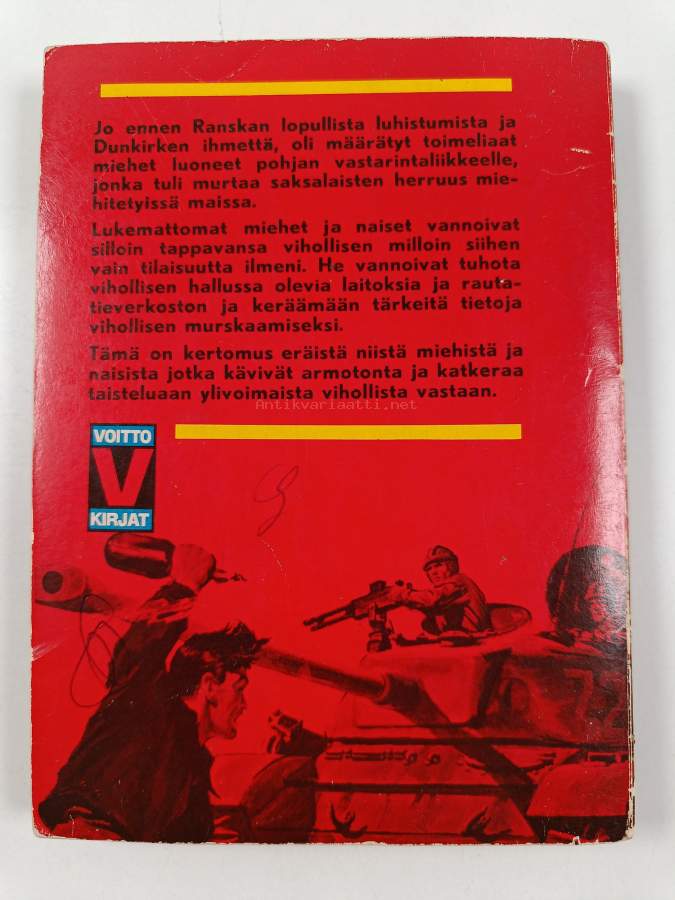 Jo ennen Ranskan lopullista luhistumista ja
Dunkirken ihmettä, oli määrätyt toimeliaat
miehet luoneet pohjan vastarintaliikkeelle,
jonka tuli murtaa saksalaisten herruus mie-
hitetyissä maissa.
Lukemattomat miehet ja naiset vannoivat
silloin tappavansa vihollisen milloin siihen
vain tilaisuutta ilmeni. He vannoivat tuhota
vihollisen hallussa olevia laitoksia ja rauta-
tieverkoston ja keräämään tärkeitä tietoja
vihollisen murskaamiseksi.
Tämä on kertomus eräistä niistä miehistä ja
naisista jotka kävivät armotonta ja katkeraa
taisteluaan ylivoimaista vihollista vastaan.
Antikvariaatti.net
VOITTO
V
KIRJAT